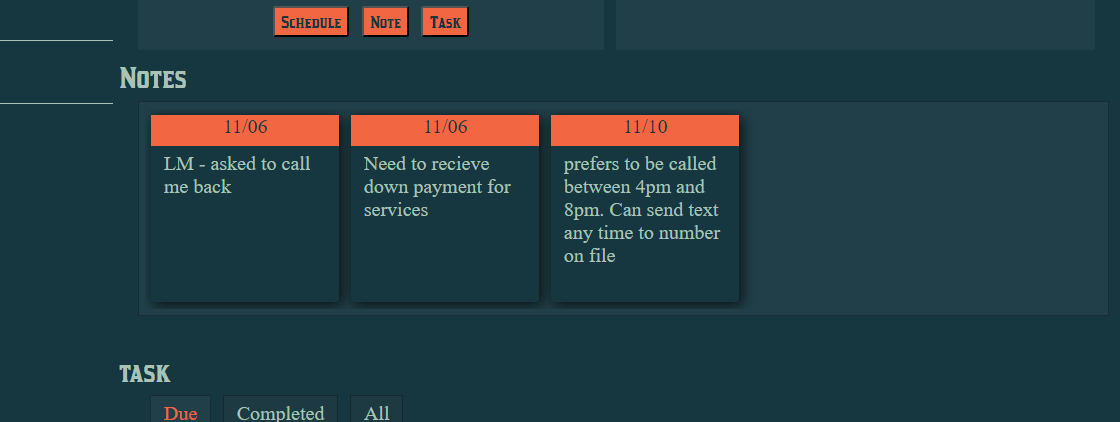 Schedule Note Task
Notes
11/06 11/06 11/10
LM - asked to call
me back
Need to recieve
down payment for
services
prefers to be called
between 4pm and
8pm. Can send text
any time to number
on file
TASK
Due Completed All